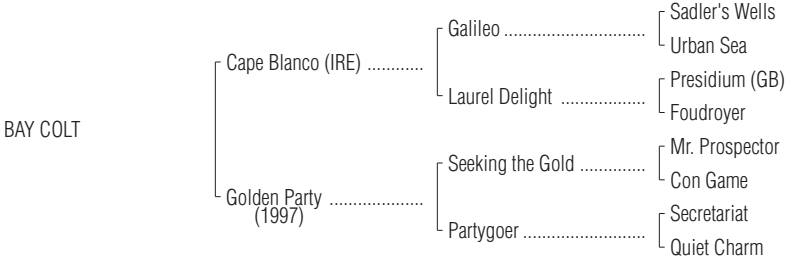 Sadler's Wells
Galileo ..............................
Urban Sea
Cape Blanco (IRE) ............
Presidium (GB)
Laurel Delight ..................
Foudroyer
BAY COLT
Mr. Prospector
Seeking the Gold ..............
Con Game
Golden Party ....................
(1997)
Secretariat
Partygoer ..........................
Quiet Charm